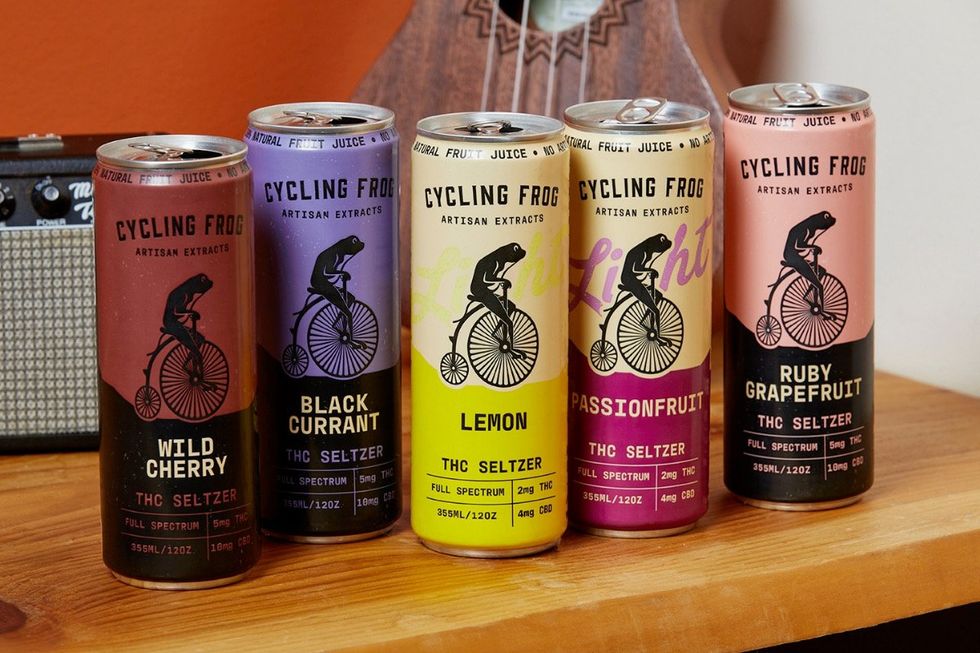 NATURAL FRUIT JUICE • NO
CYCLING FROG
ARTISAN EXTRACTS
WILD
CHERRY
THC SELTZER
FULL SPECTRUM 5mg THC
355ML/12OZ. 10mg CBD
NATURAL FRUIT JUICE • NO
CYCLING FROG
ARTISAN EXTRACTS
BLACK
CURRANT
THC SELTZER
FULL SPECTRUM 5mg THC
355ML/12OZ 10mg CBD
NATURAL FRUIT JUICE • NO
CYCLING FROG
ARTISAN EXTRACTS
Light
LEMON
THC SELTZER
FULL SPECTRUM 2mg THC
355ML/12OZ 4mg CBD
NATURAL FRUIT JUICE • NO
CYCLING FROG
ARTISAN EXTRACTS
Light
PASSIONFRUIT
THC SELTZER
FULL SPECTRUM 2mg THC
355ML/12OZ 4mg CBD
NATURAL FRUIT JUICE • NO
CYCLING FROG
ARTISAN EXTRACTS
RUBY
GRAPEFRUIT
THC SELTZER
FULL SPECTRUM 5mg THC
355ML/12OZ 10mg CBD
POWER